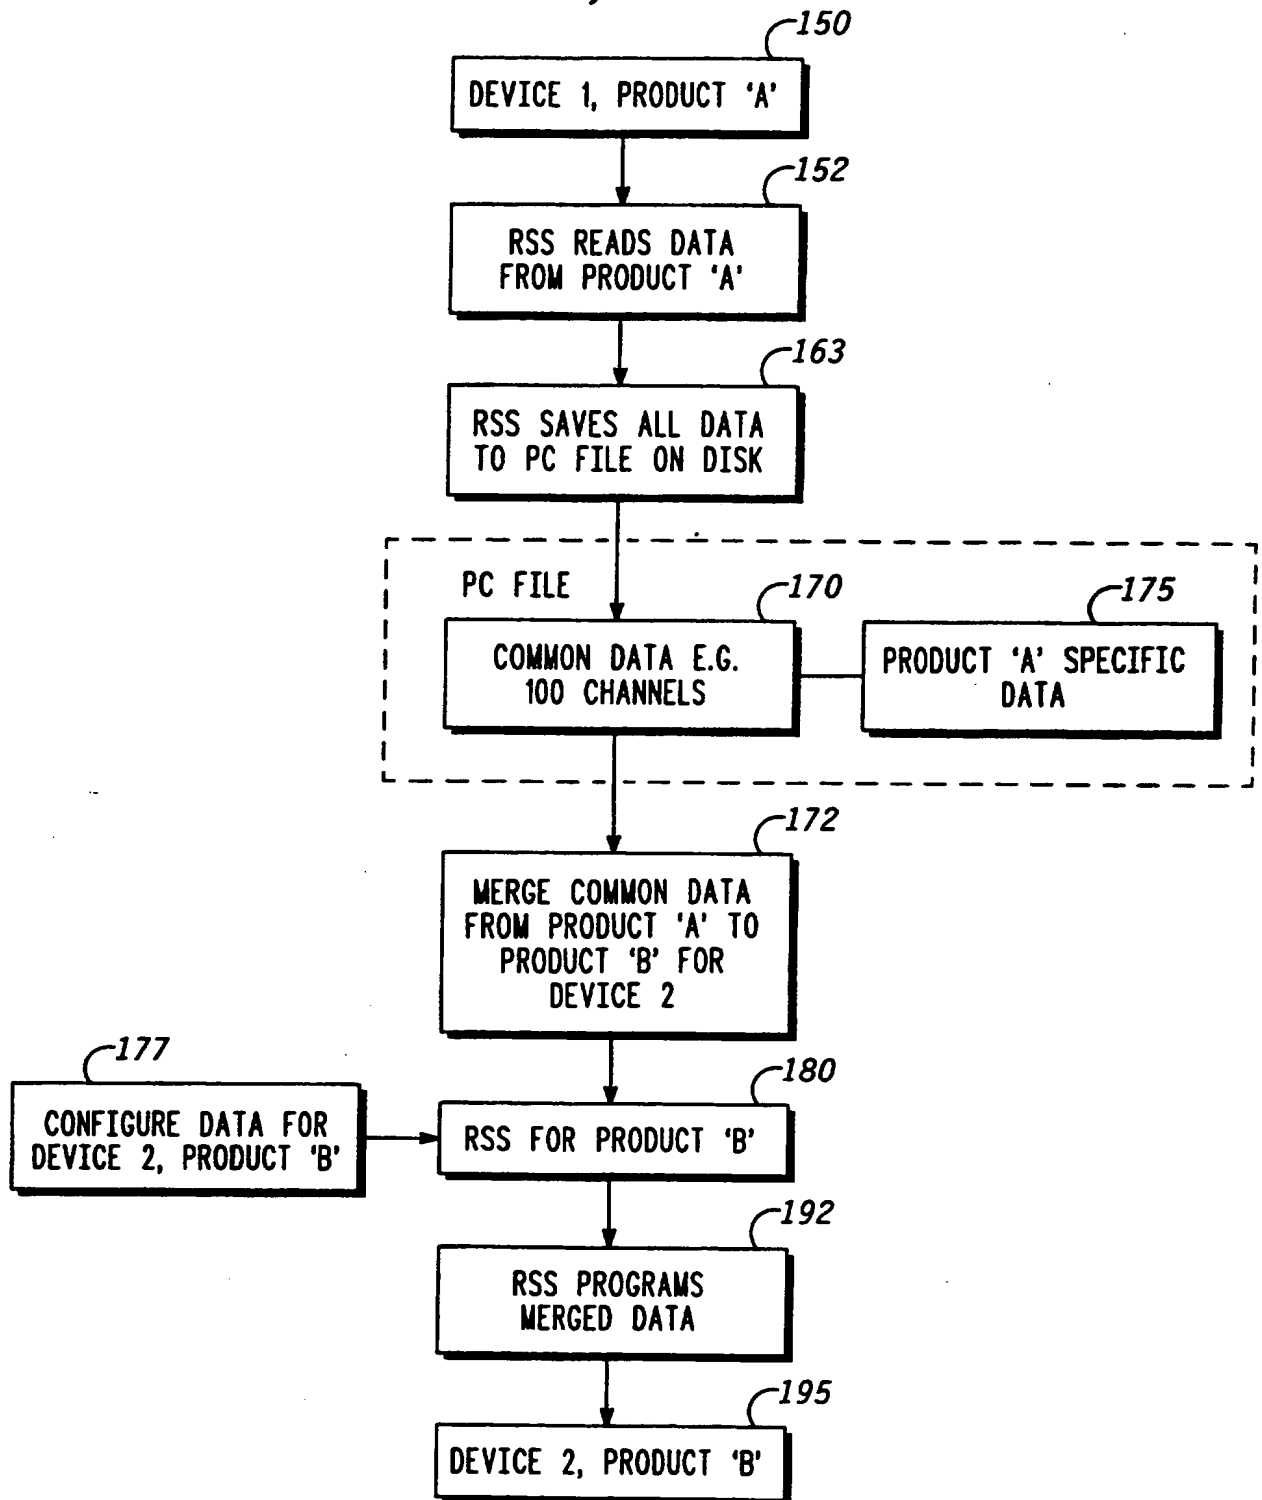 150
DEVICE 1, PRODUCT 'A'
152
RSS READS DATA
FROM PRODUCT 'A'
163
RSS SAVES ALL DATA
TO PC FILE ON DISK
PC FILE
170
175
COMMON DATA E.G.
100 CHANNELS
PRODUCT 'A' SPECIFIC
DATA
172
MERGE COMMON DATA
FROM PRODUCT 'A' TO
PRODUCT 'B' FOR
DEVICE 2
177
CONFIGURE DATA FOR
DEVICE 2, PRODUCT 'B'
180
RSS FOR PRODUCT 'B'
192
RSS PROGRAMS
MERGED DATA
195
DEVICE 2, PRODUCT 'B'